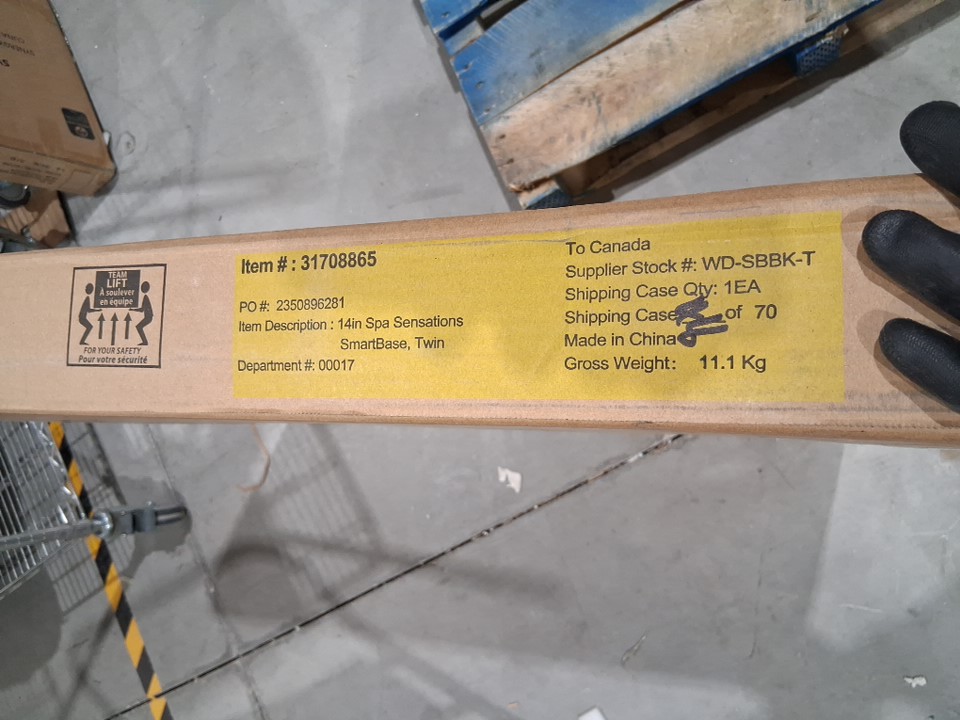 TEAM
LIFT
À soulever
en équipe
FOR YOUR SAFETY
Pour votre sécurité
Item # : 31708865
PO #: 2350896281
Item Description : 14in Spa Sensations
SmartBase, Twin
Department #: 00017
To Canada
Supplier Stock #: WD-SBBK-T
Shipping Case Qty: 1EA
Shipping Case of 70
Made in China
Gross Weight: 11.1 Kg